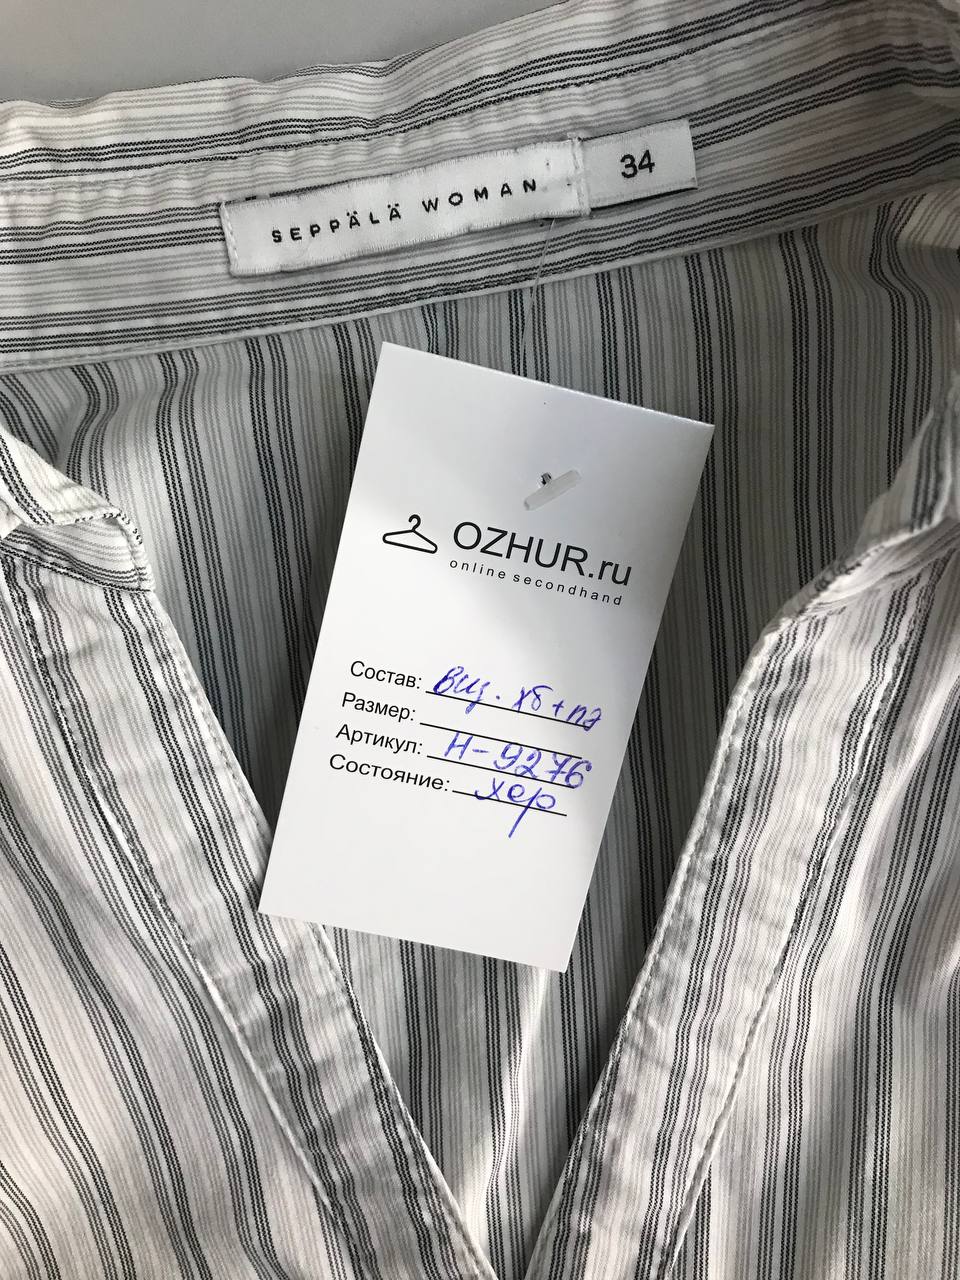 SEPPÄLÄ WOMAN
34
OZHUR.ru
online secondhand
Состав: виз. хб + пэ
Размер:
Артикул: Н-9276
Состояние: хор